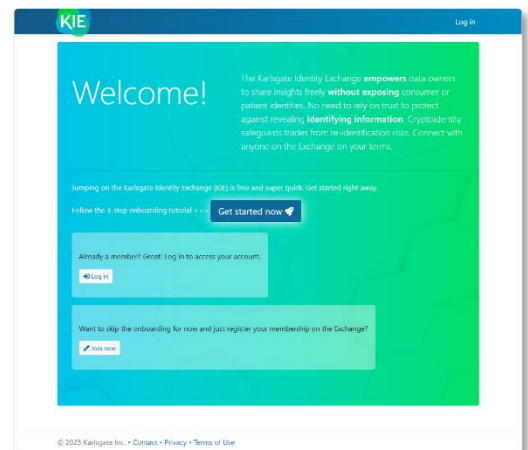 KIE
Log in
Welcome!
The Karlsgate Identity Exchange empowers data owners
to share insights freely without exposing consumer or
patient identities. No need to rely on trust to protect
against revealing identifying information. Cryptoidentity
safeguards trades from re-identification risks. Connect with
anyone on the Exchange on your terms.
Jumping on the Karlsgate Identity Exchange (KIE) is free and super quick. Get started right away.
Follow the 3-step onboarding tutorial >>> Get started now
Already a member? Great! Log in to access your account.
Log in
Want to skip the onboarding for now and just register your membership on the Exchange?
Join now
© 2025 Karlsgate Inc. • Contact • Privacy • Terms of Use